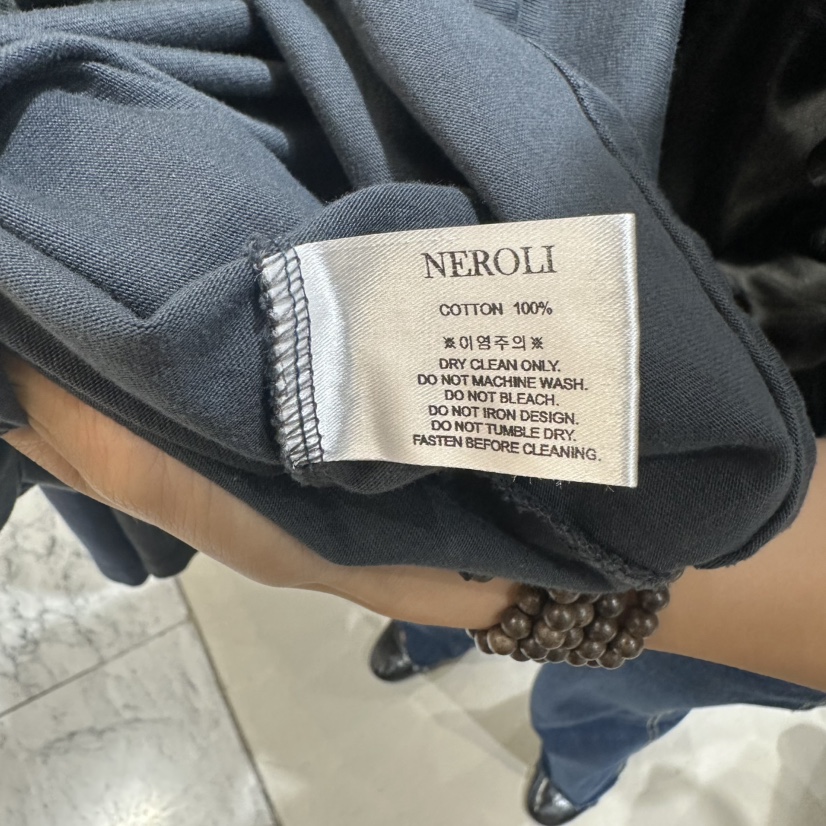 NEROLI
COTTON 100%
※이염주의※
DRY CLEAN ONLY.
DO NOT MACHINE WASH.
DO NOT BLEACH.
DO NOT IRON DESIGN.
DO NOT TUMBLE DRY.
FASTEN BEFORE CLEANING.